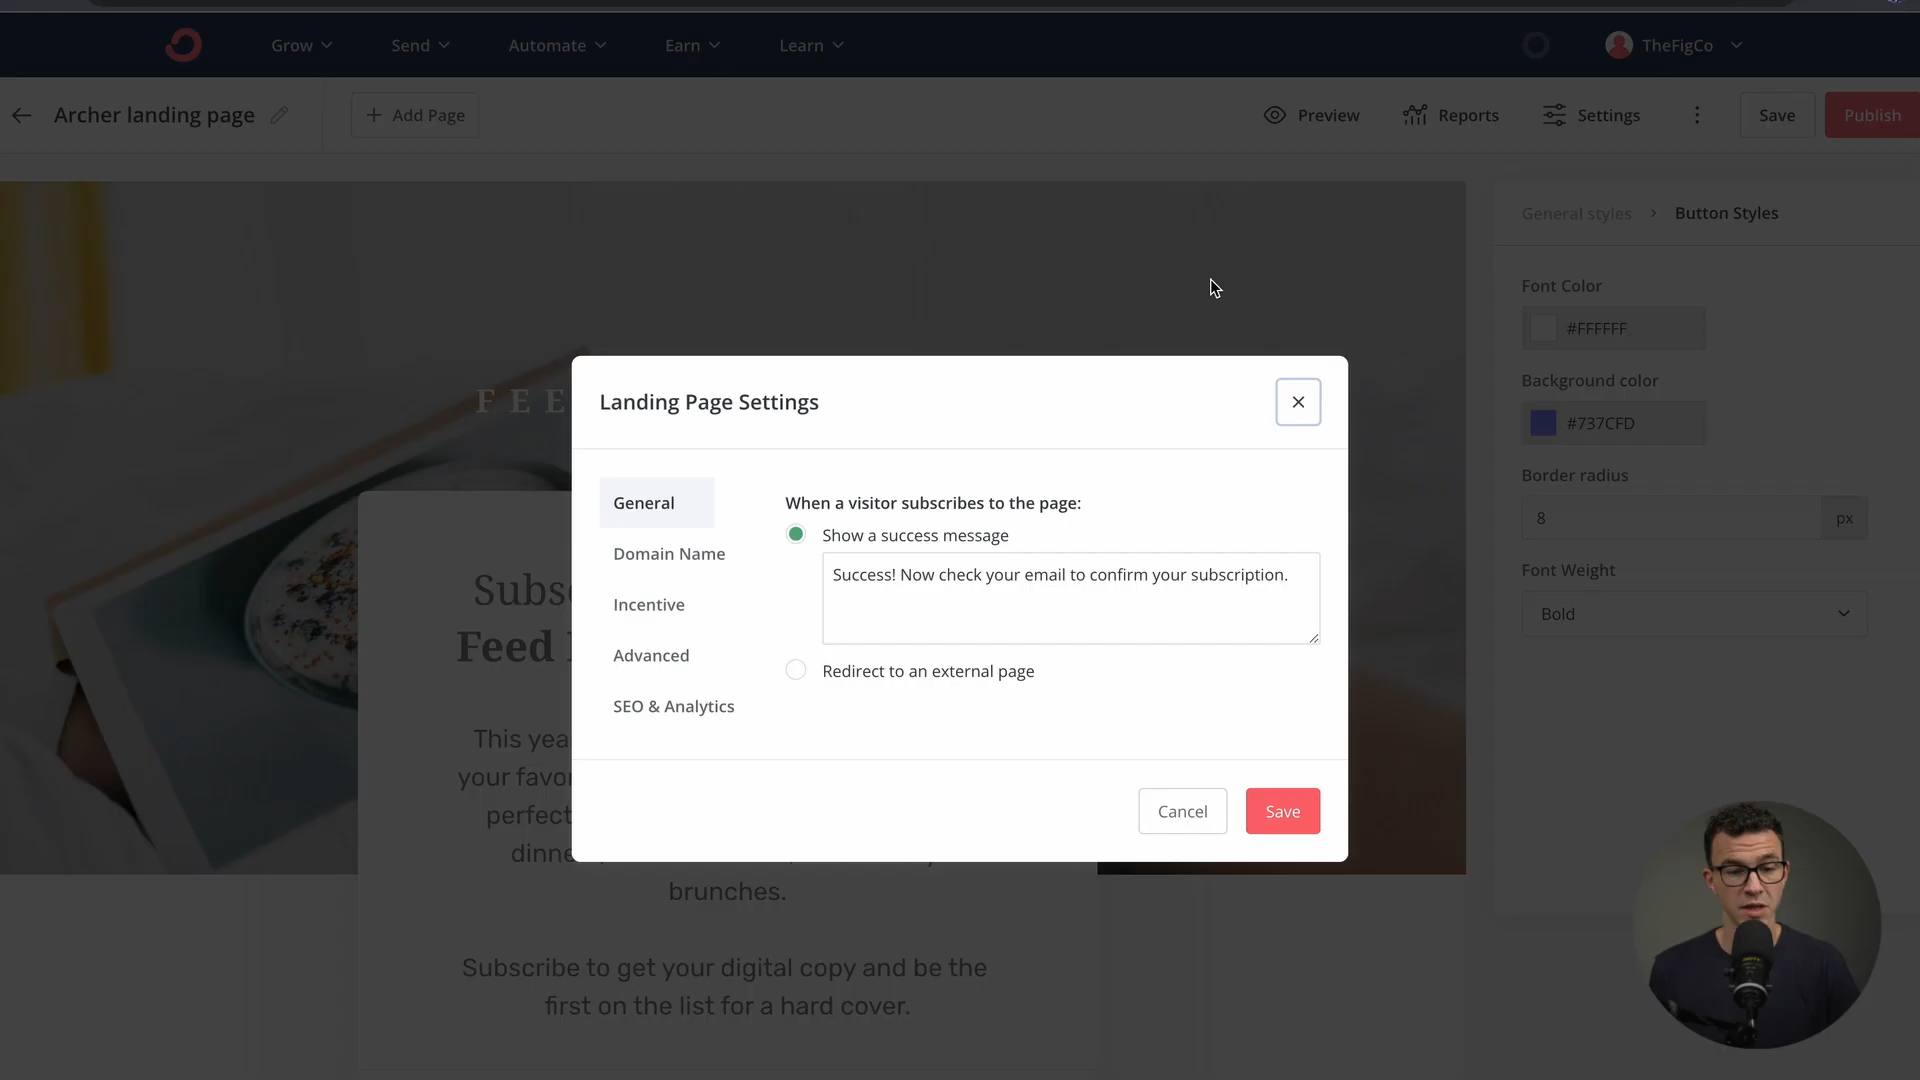 Grow
Send
Automate
Earn
Learn
TheFigCo
Archer landing page
Add Page
Preview
Reports
Settings
Save
Publish
General styles > Button Styles
Font Color
#FFFFFF
Background color
#737CFD
Border radius
8 px
Font Weight
Bold
FEE
Landing Page Settings
General
Domain Name
Incentive
Advanced
SEO & Analytics
When a visitor subscribes to the page:
Show a success message
Success! Now check your email to confirm your subscription.
Redirect to an external page
Cancel
Save
Subs
Feed
This yea
your favo
perfect
dinne
brunches.
Subscribe to get your digital copy and be the
first on the list for a hard cover.